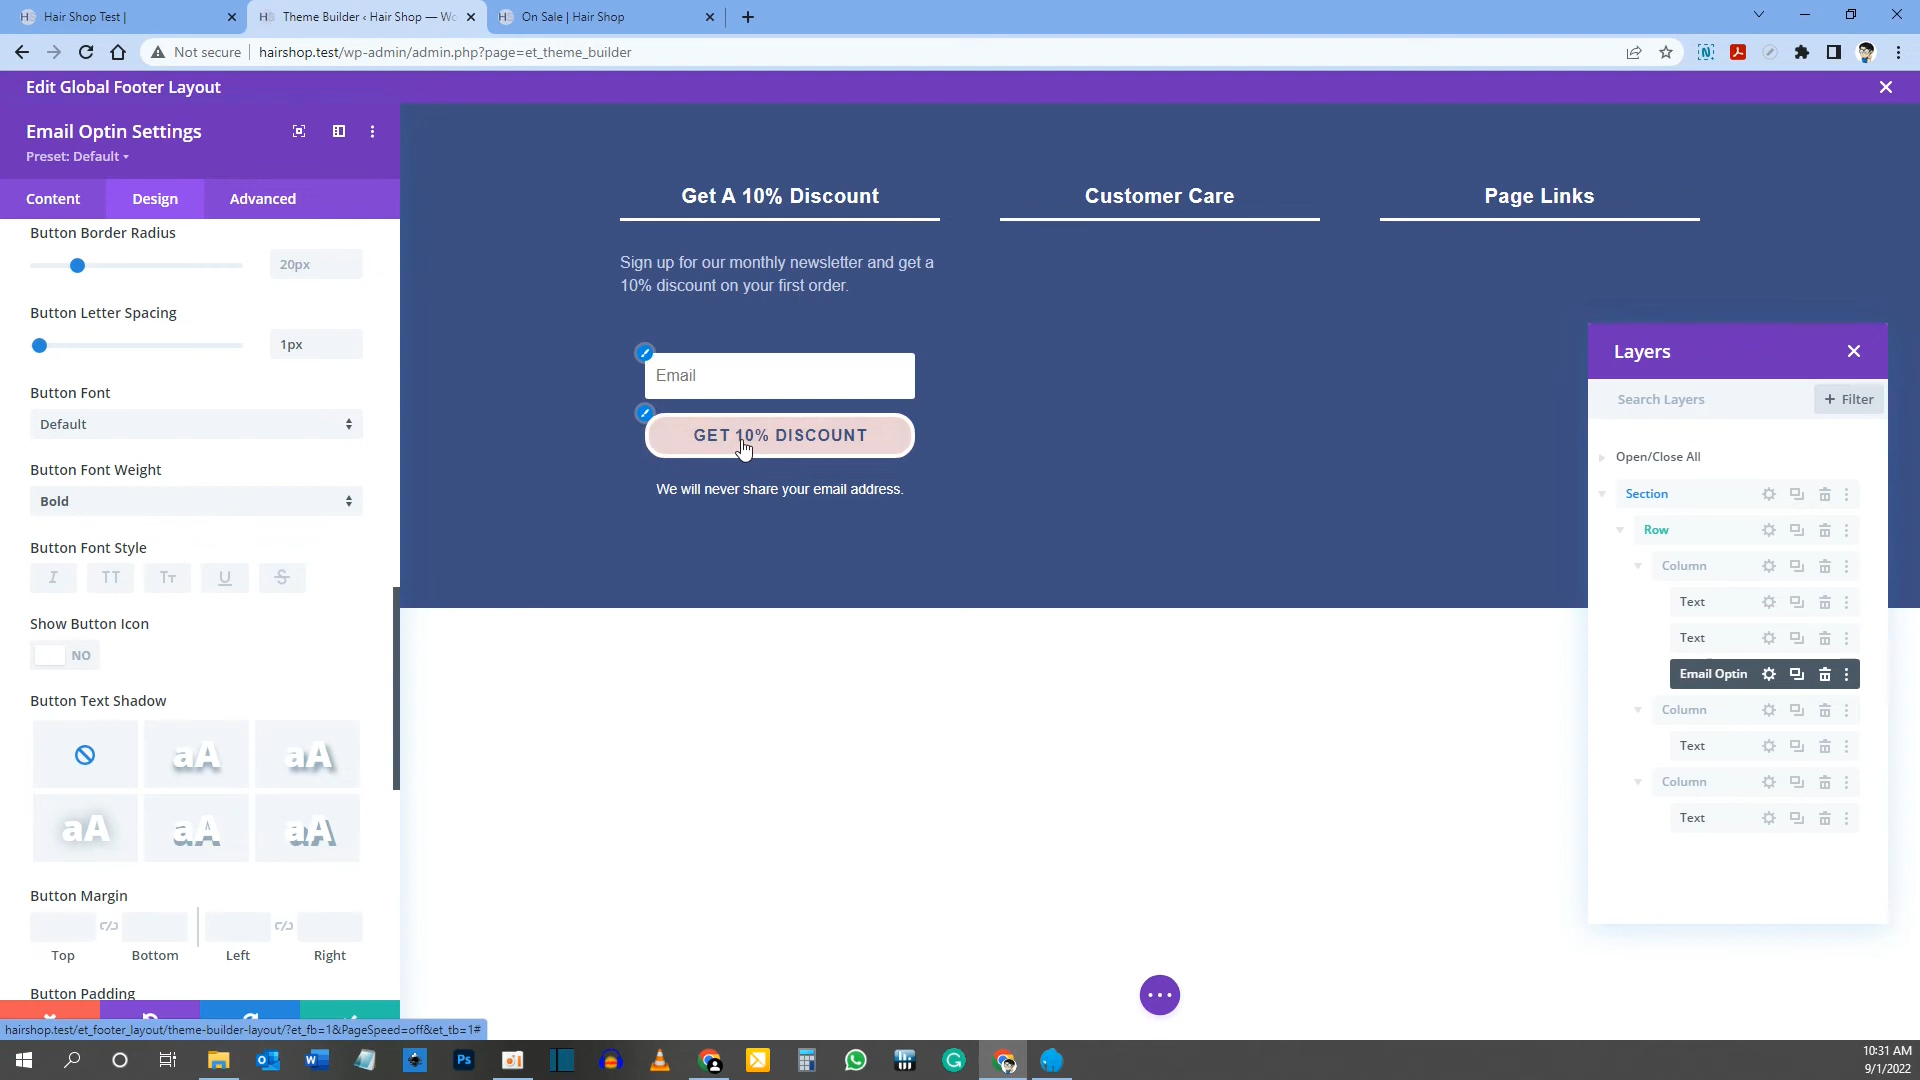 Hair Shop Test |
Theme Builder ‹ Hair Shop — Wo
On Sale | Hair Shop
Not secure
hairshop.test/wp-admin/admin.php?page=et_theme_builder
Edit Global Footer Layout
Email Optin Settings
Preset: Default
Content
Design
Advanced
Button Border Radius
20px
Button Letter Spacing
1px
Button Font
Default
Button Font Weight
Bold
Button Font Style
I TT Tт U S
Show Button Icon
NO
Button Text Shadow
aA aA
aA aA aA
Button Margin
Top Bottom Left Right
Button Padding
hairshop.test/et_footer_layout/theme-builder-layout/?et_fb=1&PageSpeed=off&et_tb=1#
Get A 10% Discount
Sign up for our monthly newsletter and get a
10% discount on your first order.
Email
GET 10% DISCOUNT
We will never share your email address.
Customer Care
Page Links
Layers
Search Layers
+ Filter
Open/Close All
Section
Row
Column
Text
Text
Email Optin
Column
Text
Column
Text
10:31 AM
9/1/2022